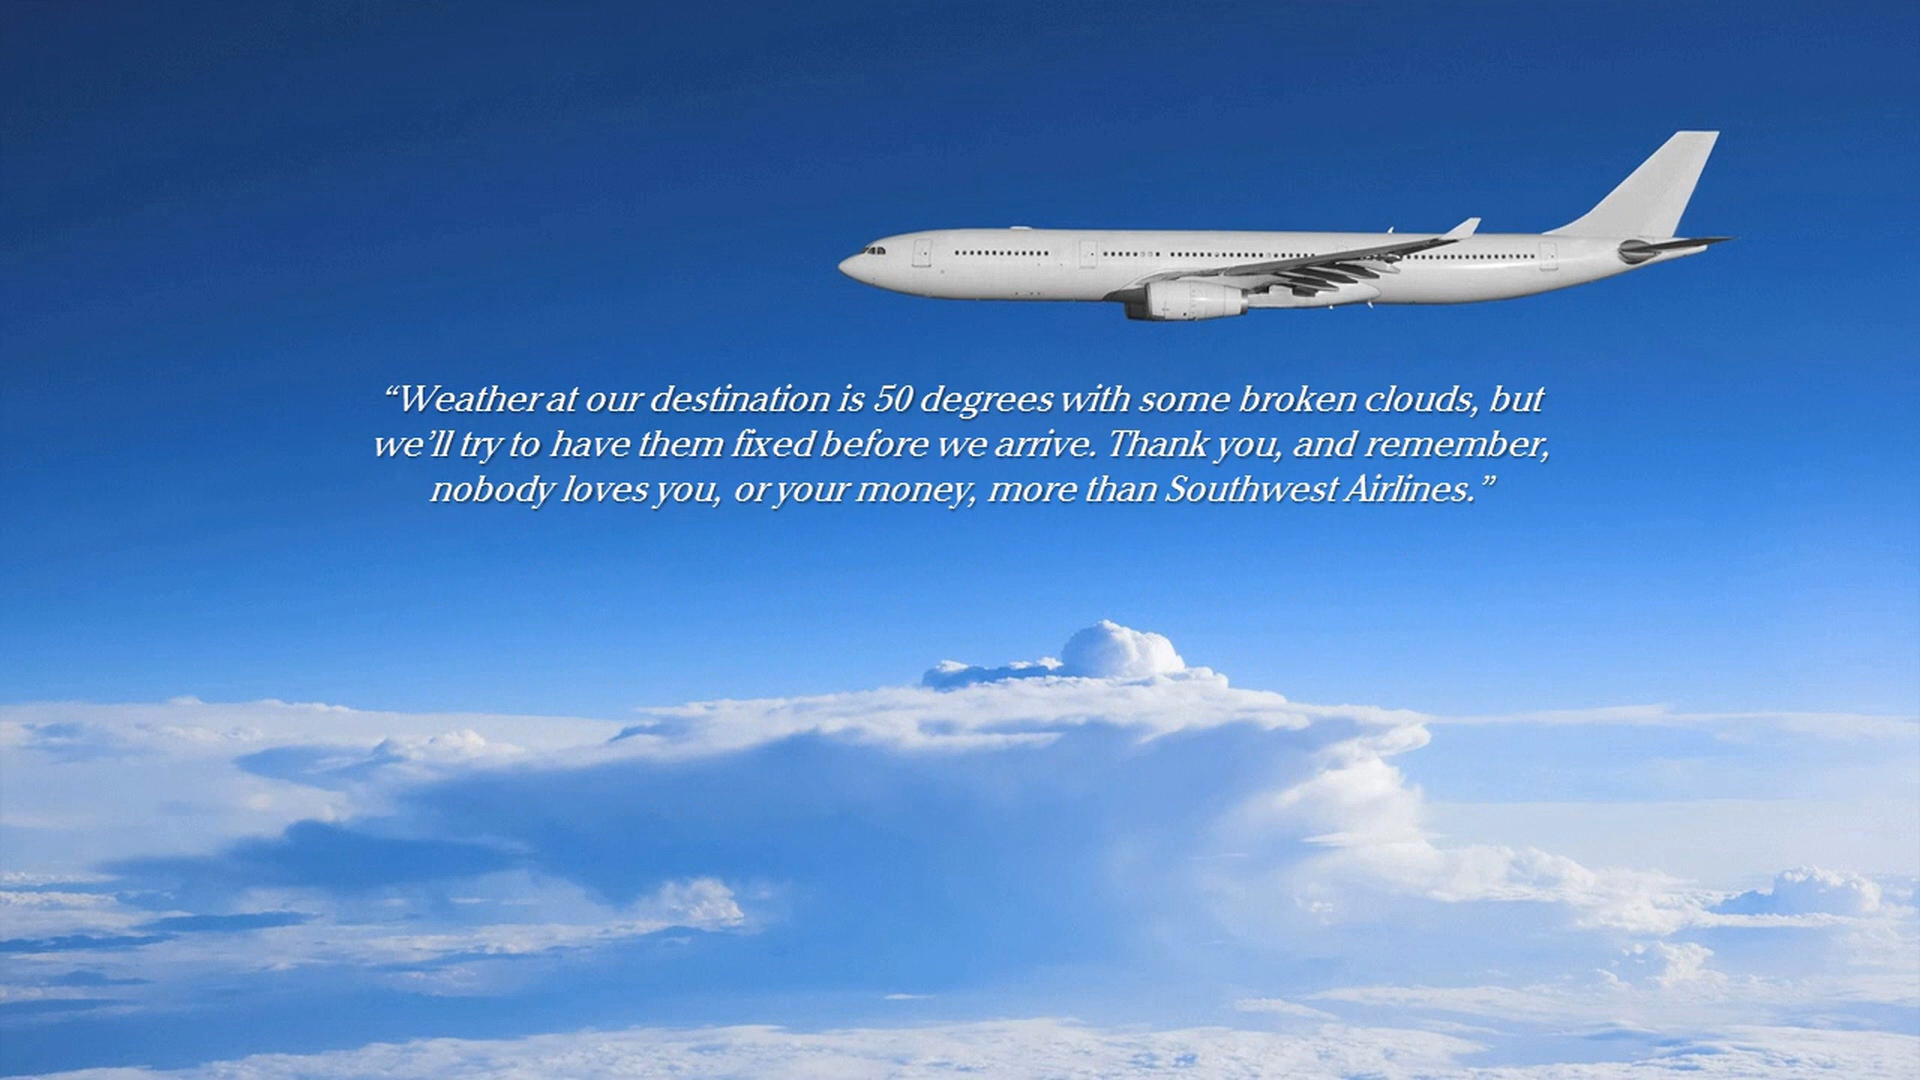 “Weather at our destination is 50 degrees with some broken clouds, but
we’ll try to have them fixed before we arrive. Thank you, and remember,
nobody loves you, or your money, more than Southwest Airlines.”